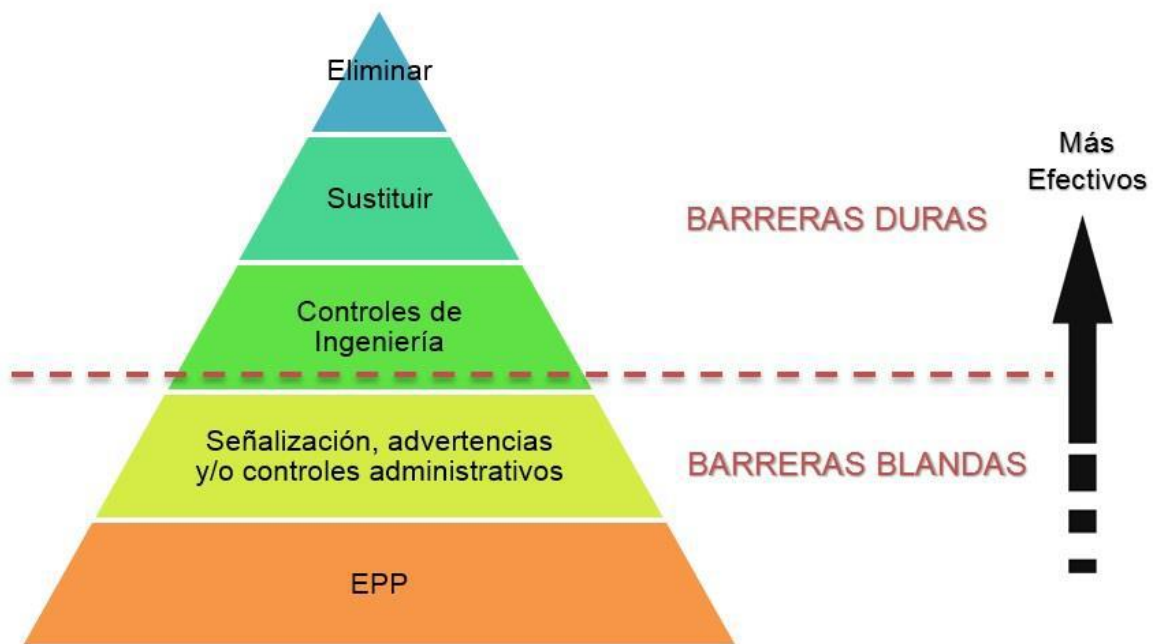 Eliminar
Sustituir
Controles de
Ingeniería
Señalización, advertencias
y/o controles administrativos
EPP
BARRERAS DURAS
BARRERAS BLANDAS
Más
Efectivos